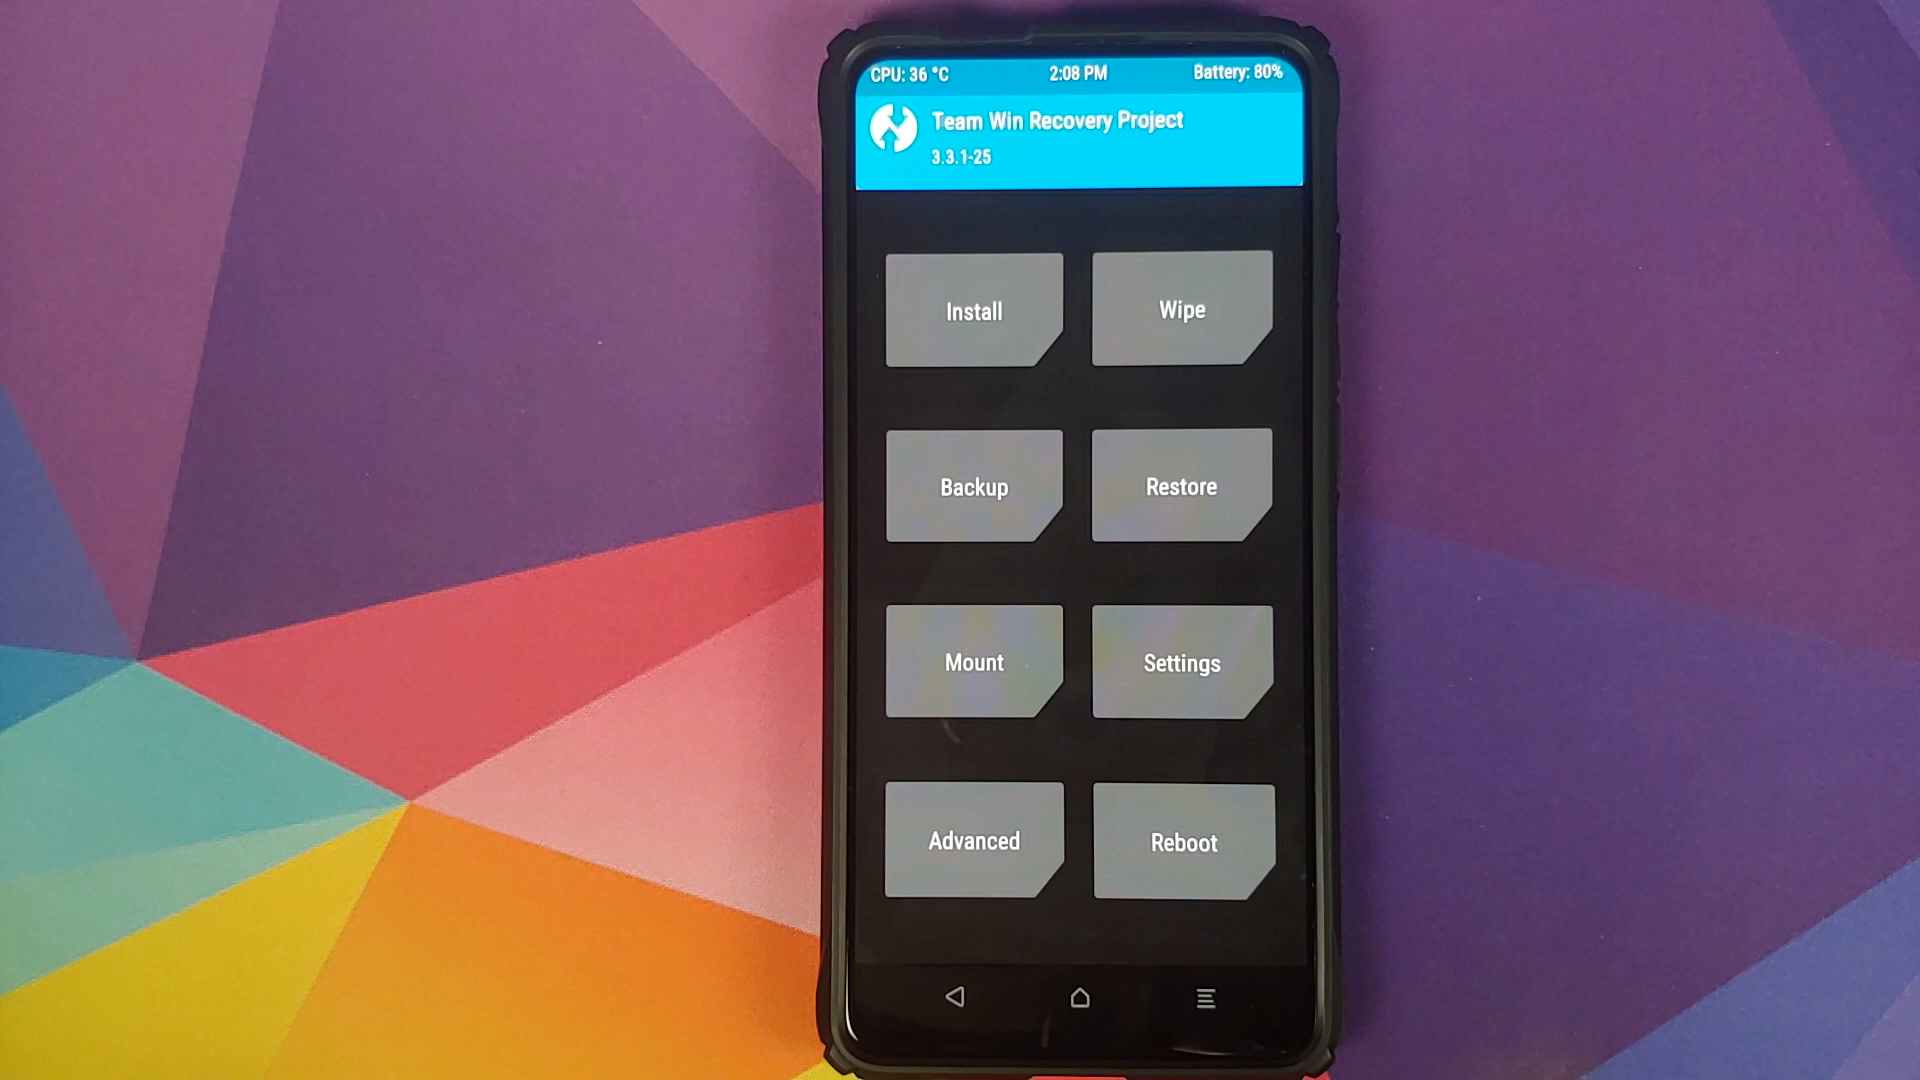 CPU: 36 °C 2:08 PM Battery: 80%
Team Win Recovery Project
3.3.1-25
Install Wipe
Backup Restore
Mount Settings
Advanced Reboot